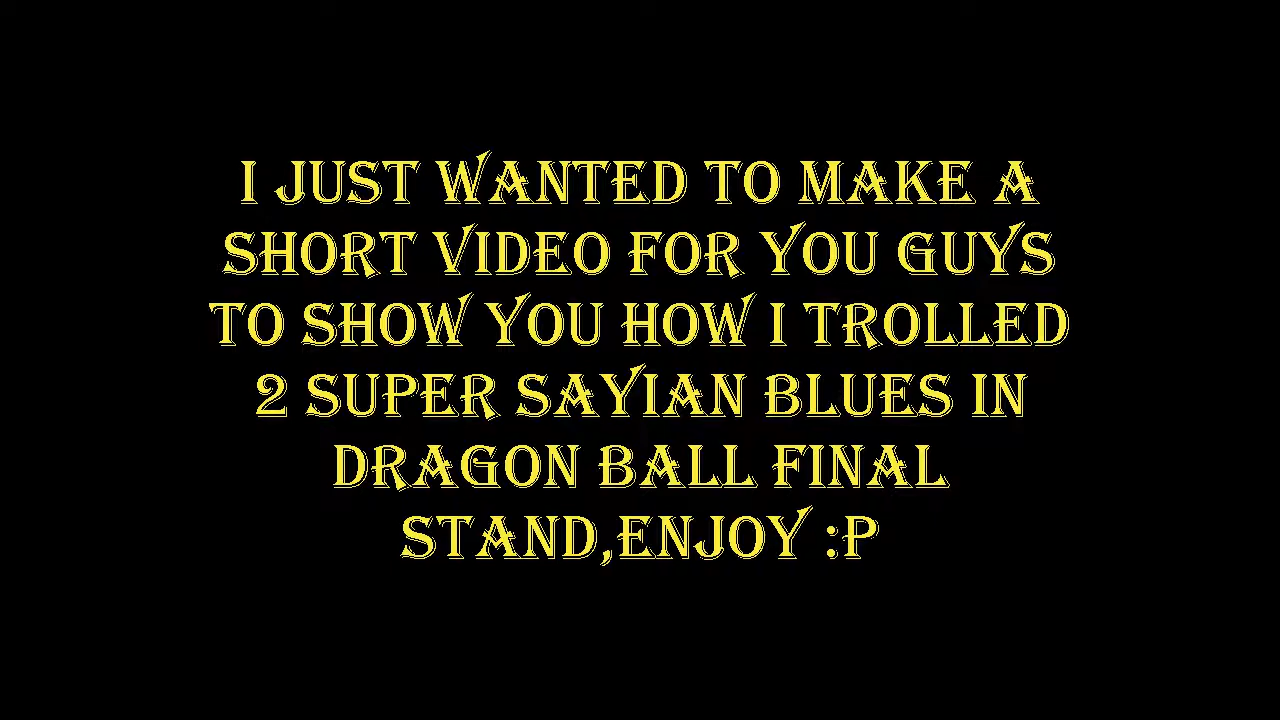 I JUST WANTED TO MAKE A
SHORT VIDEO FOR YOU GUYS
TO SHOW YOU HOW I TROLLED
2 SUPER SAYIAN BLUES IN
DRAGON BALL FINAL
STAND,ENJOY :P